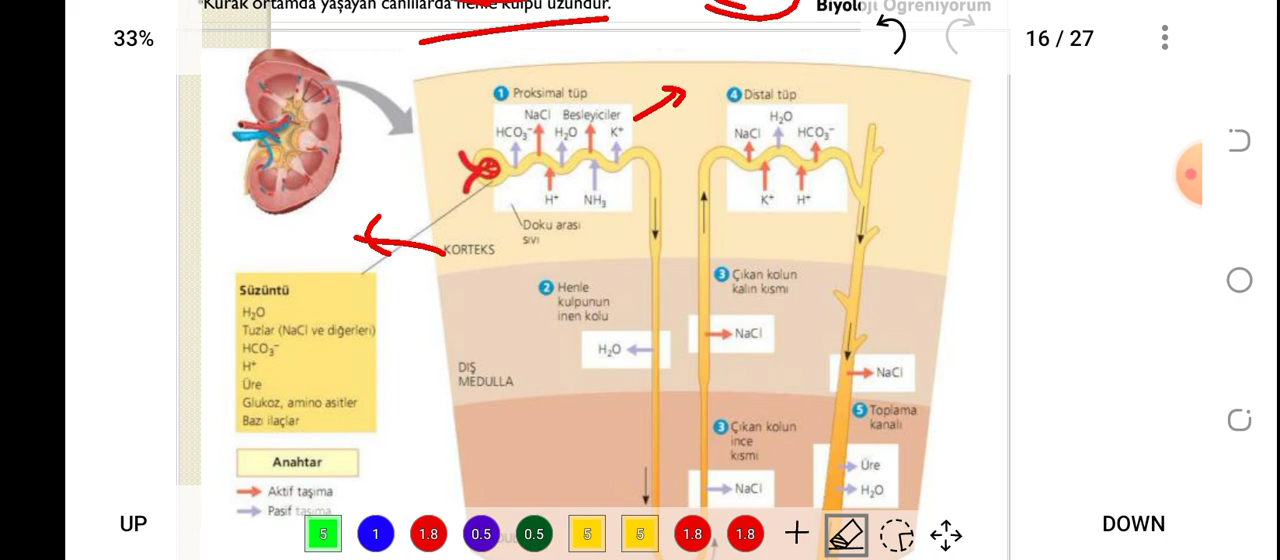 *Kurak ortamda yaşayan canlılarda henle kulpu uzundur.
Biyoloji Öğreniyorum
33%
16 / 27
1 Proksimal tüp
NaCl Besleyiciler
HCO₃⁻ H₂O K⁺
H⁺ NH₃
Doku arası
sıvı
KORTEKS
4 Distal tüp
H₂O
NaCl HCO₃⁻
K⁺ H⁺
Süzüntü
H₂O
Tuzlar (NaCl ve diğerleri)
HCO₃⁻
H⁺
Üre
Glukoz, amino asitler
Bazı ilaçlar
2 Henle
kulpunun
inen kolu
H₂O
3 Çıkan kolun
kalın kısmı
NaCl
DIŞ
MEDULLA
NaCl
5 Toplama
kanalı
3 Çıkan kolun
ince
kısmı
NaCl
Üre
H₂O
Anahtar
Aktif taşıma
Pasif taşıma
UP
5 1 1.8 0.5 0.5 5 5 1.8 1.8
DOWN